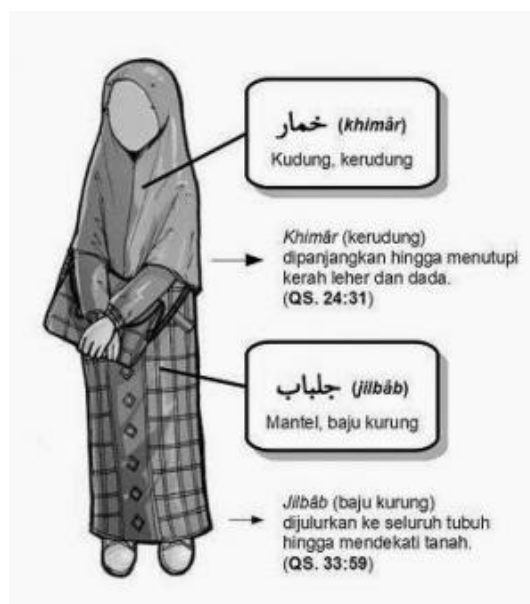 خمار (khimâr)
Kudung, kerudung
Khimâr (kerudung)
dipanjangkan hingga menutupi
kerah leher dan dada.
(QS. 24:31)
جلباب (jilbâb)
Mantel, baju kurung
Jilbâb (baju kurung)
dijulurkan ke seluruh tubuh
hingga mendekati tanah.
(QS. 33:59)